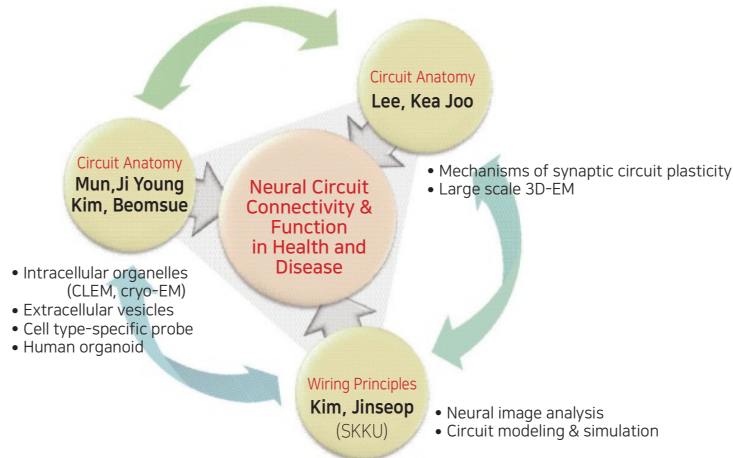 Circuit Anatomy
Lee, Kea Joo
• Mechanisms of synaptic circuit plasticity
• Large scale 3D-EM
Circuit Anatomy
Mun,Ji Young
Kim, Beomsue
• Intracellular organelles
(CLEM, cryo-EM)
• Extracellular vesicles
• Cell type-specific probe
• Human organoid
Neural Circuit
Connectivity &
Function
in Health and
Disease
Wiring Principles
Kim, Jinseop
(SKKU)
• Neural image analysis
• Circuit modeling & simulation